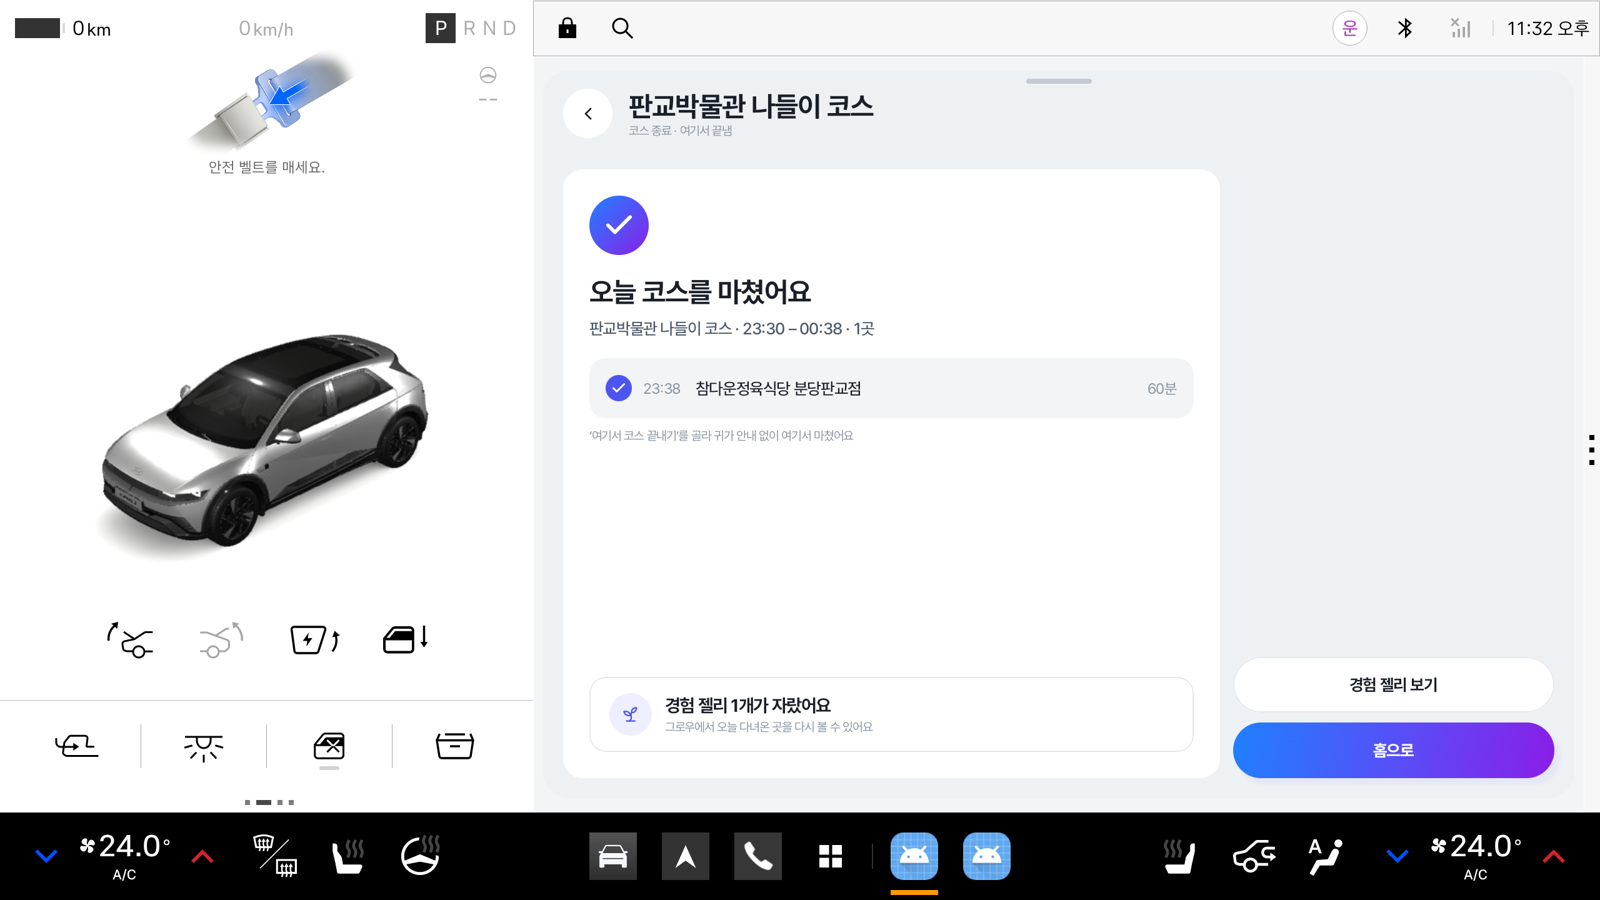 0 km
0 km/h
P R N D
안전 벨트를 매세요.
운
11:32 오후
판교박물관 나들이 코스
코스 종료 · 여기서 끝냄
오늘 코스를 마쳤어요
판교박물관 나들이 코스 · 23:30 – 00:38 · 1곳
23:38 참다운정육식당 분당판교점 60분
'여기서 코스 끝내기'를 골라 귀가 안내 없이 여기서 마쳤어요
경험 젤리 1개가 자랐어요
그로우에서 오늘 다녀온 곳을 다시 볼 수 있어요
경험 젤리 보기
홈으로
24.0°
A/C
A
24.0°
A/C